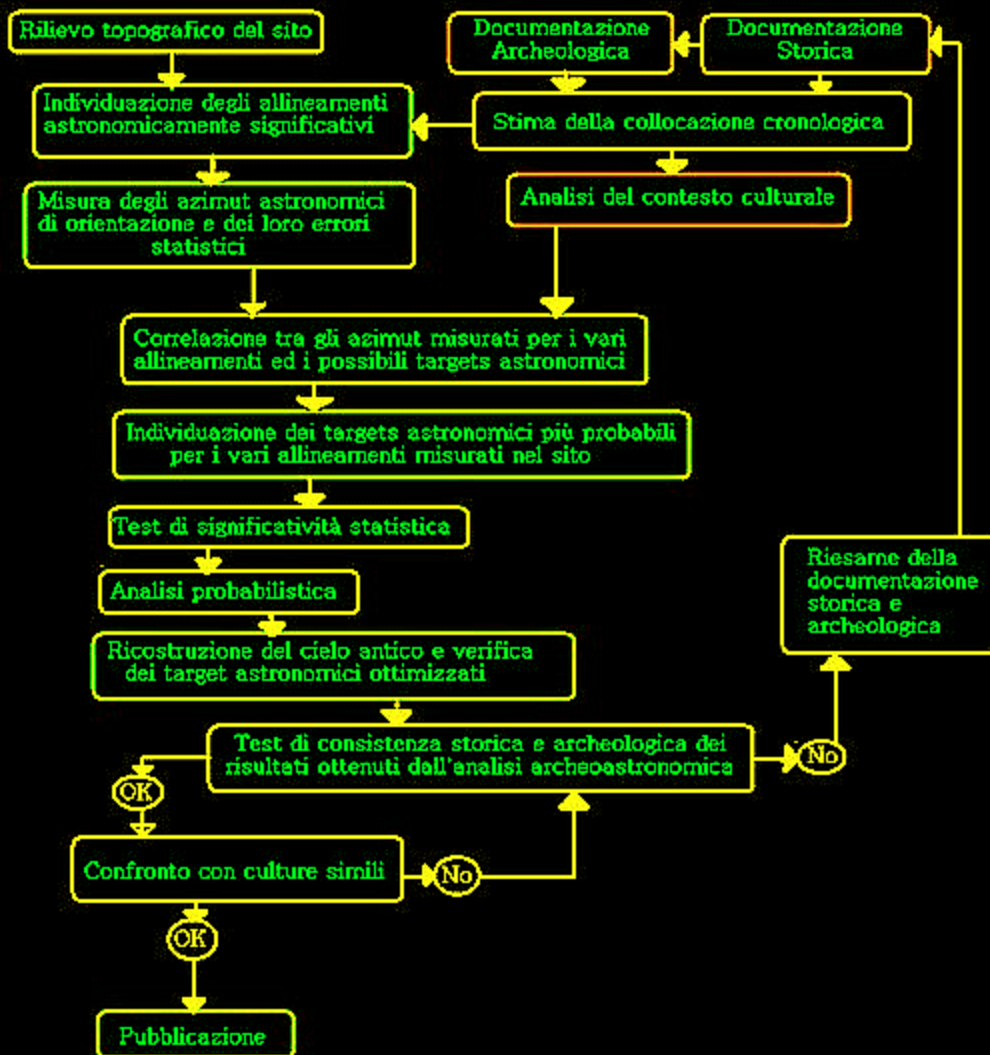 Rilievo topografico del sito
Documentazione
Archeologica
Documentazione
Storica
Individuazione degli allineamenti
astronomicamente significativi
Stima della collocazione cronologica
Misura degli azimut astronomici
di orientazione e dei loro errori
statistici
Analisi del contesto culturale
Correlazione tra gli azimut misurati per i vari
allineamenti ed i possibili targets astronomici
Individuazione dei targets astronomici più probabili
per i vari allineamenti misurati nel sito
Test di significatività statistica
Analisi probabilistica
Riesame della
documentazione
storica e
archeologica
Ricostruzione del cielo antico e verifica
dei target astronomici ottimizzati
Test di consistenza storica e archeologica dei
risultati ottenuti dall'analisi archeoastronomica
No
OK
Confronto con culture simili
No
OK
Pubblicazione